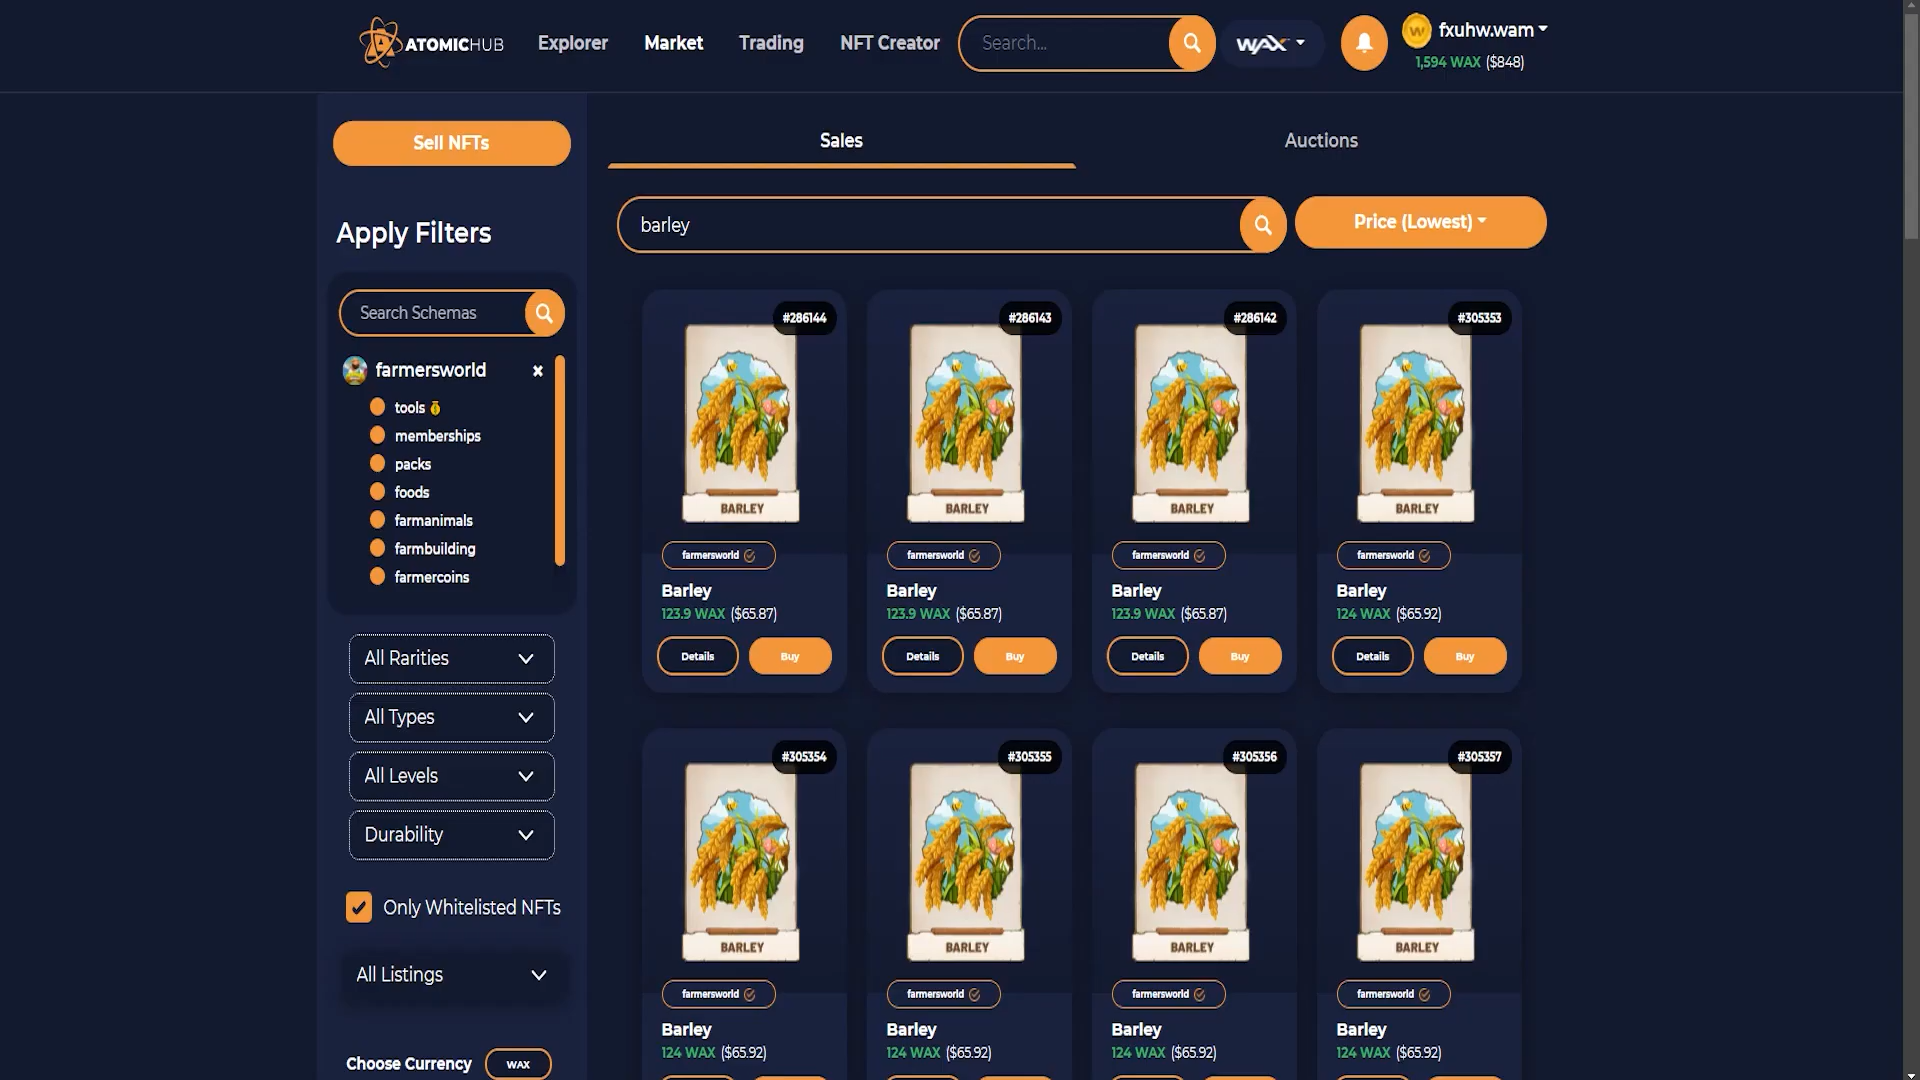 ATOMICHUB
Explorer
Market
Trading
NFT Creator
Search...
WAX
fxuhw.wam
1,594 WAX ($848)
Sell NFTs
Sales
Auctions
Apply Filters
barley
Price (Lowest)
Search Schemas
farmersworld
tools
memberships
packs
foods
farmanimals
farmbuilding
farmercoins
All Rarities
All Types
All Levels
Durability
Only Whitelisted NFTs
All Listings
Choose Currency
WAX
#286144
BARLEY
farmersworld
Barley
123.9 WAX ($65.87)
Details
Buy
#286143
BARLEY
farmersworld
Barley
123.9 WAX ($65.87)
Details
Buy
#286142
BARLEY
farmersworld
Barley
123.9 WAX ($65.87)
Details
Buy
#305353
BARLEY
farmersworld
Barley
124 WAX ($65.92)
Details
Buy
#305354
BARLEY
farmersworld
Barley
124 WAX ($65.92)
#305355
BARLEY
farmersworld
Barley
124 WAX ($65.92)
#305356
BARLEY
farmersworld
Barley
124 WAX ($65.92)
#305357
BARLEY
farmersworld
Barley
124 WAX ($65.92)